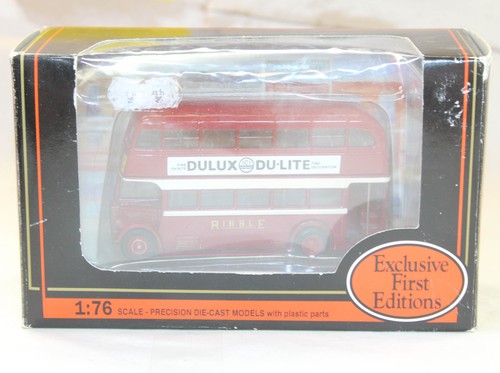 DULUX DU-LITE
RIBBLE
Exclusive
First
Editions
1:76 SCALE - PRECISION DIE-CAST MODELS with plastic parts